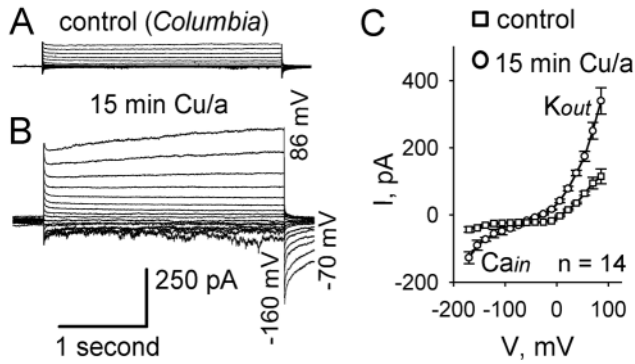 A
control (Columbia)
15 min Cu/a
B
86 mV
-160 mV
-70 mV
250 pA
1 second
C
control
15 min Cu/a
Kout
Cain
n = 14
I, pA
400
200
0
-200
-200
-100
0
100
V, mV